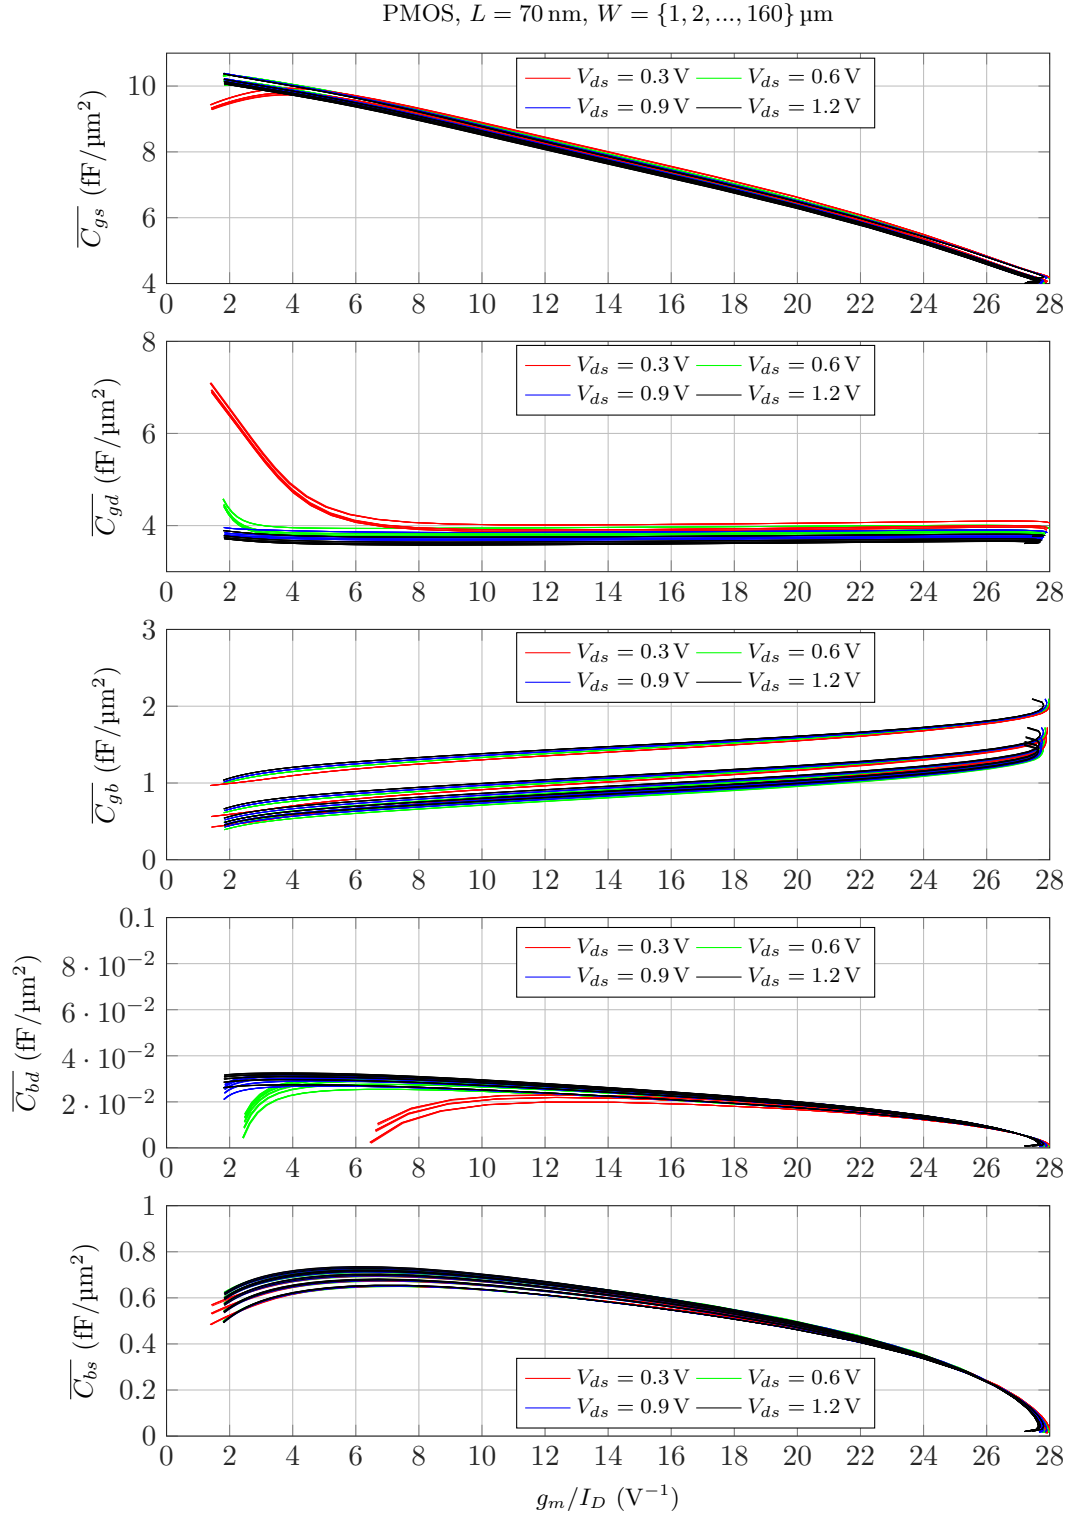 PMOS, L = 70 nm, W = {1, 2, ..., 160} µm
10
8
6
4
C_gs (fF/µm²)
V_ds = 0.3 V V_ds = 0.6 V
V_ds = 0.9 V V_ds = 1.2 V
0 2 4 6 8 10 12 14 16 18 20 22 24 26 28
8
6
4
C_gd (fF/µm²)
V_ds = 0.3 V V_ds = 0.6 V
V_ds = 0.9 V V_ds = 1.2 V
0 2 4 6 8 10 12 14 16 18 20 22 24 26 28
3
2
1
0
C_gb (fF/µm²)
V_ds = 0.3 V V_ds = 0.6 V
V_ds = 0.9 V V_ds = 1.2 V
0 2 4 6 8 10 12 14 16 18 20 22 24 26 28
0.1
8 · 10⁻²
6 · 10⁻²
4 · 10⁻²
2 · 10⁻²
0
C_bd (fF/µm²)
V_ds = 0.3 V V_ds = 0.6 V
V_ds = 0.9 V V_ds = 1.2 V
0 2 4 6 8 10 12 14 16 18 20 22 24 26 28
1
0.8
0.6
0.4
0.2
0
C_bs (fF/µm²)
V_ds = 0.3 V V_ds = 0.6 V
V_ds = 0.9 V V_ds = 1.2 V
0 2 4 6 8 10 12 14 16 18 20 22 24 26 28
g_m/I_D (V⁻¹)